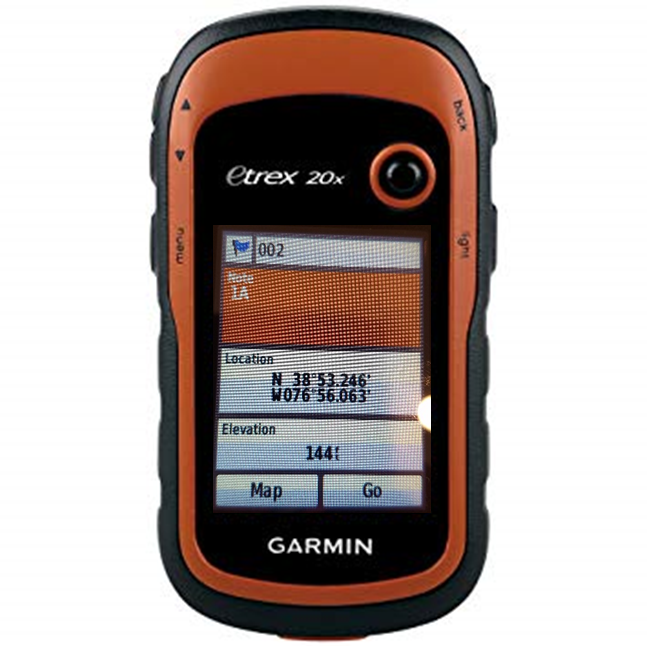 back
etrex 20x
menu
light
002
Note
1A
Location
N 38°53.246'
W076°56.063'
Elevation
144ft
Map
Go
GARMIN